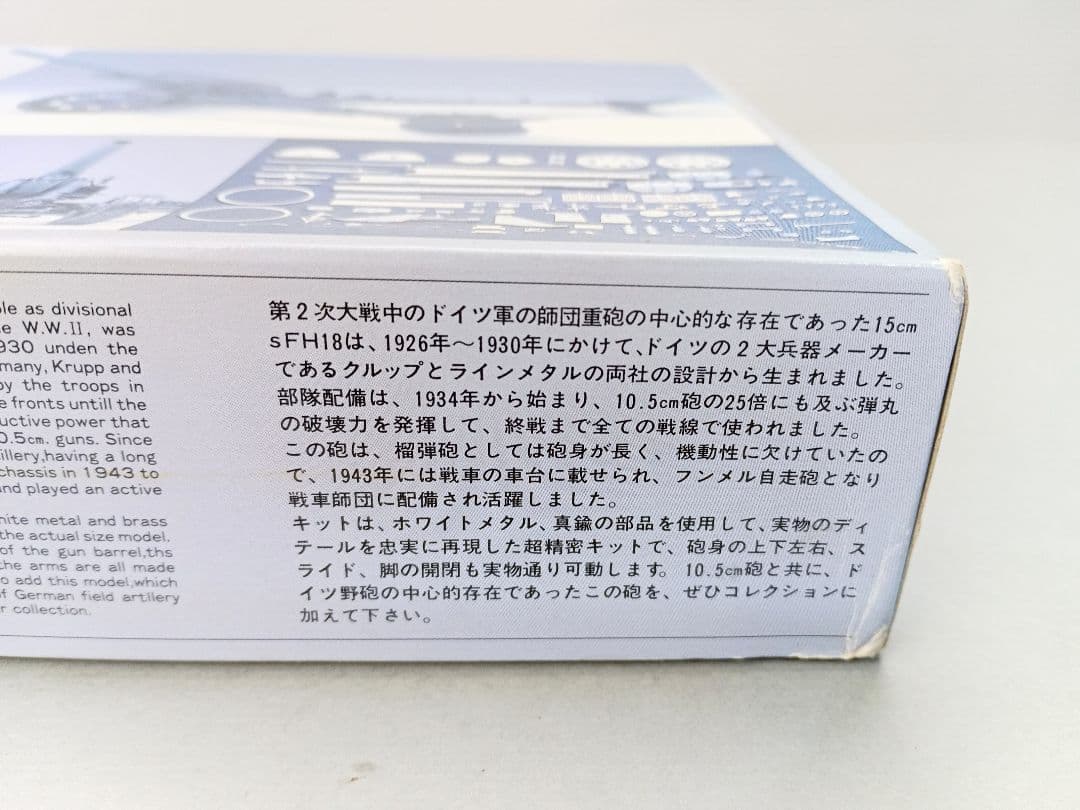 ole as divisional
e W.W.II, was
930 unden the
many, Krupp and
by the troops in
e fronts untill the
uctive power that
0.5cm. guns. Since
illery,having a long
chassis in 1943 to
and played an active
hite metal and brass
the actual size model.
of the gun barrel,ths
the arms are all made
o add this model,which
of German field artillery
r collection.
第2次大戦中のドイツ軍の師団重砲の中心的な存在であった15cm
sFH18は、1926年〜1930年にかけて、ドイツの2大兵器メーカー
であるクルップとラインメタルの両社の設計から生まれました。
部隊配備は、1934年から始まり、10.5cm砲の25倍にも及ぶ弾丸
の破壊力を発揮して、終戦まで全ての戦線で使われました。
この砲は、榴弾砲としては砲身が長く、機動性に欠けていたの
で、1943年には戦車の車台に載せられ、フンメル自走砲となり
戦車師団に配備され活躍しました。
キットは、ホワイトメタル、真鍮の部品を使用して、実物のディ
テールを忠実に再現した超精密キットで、砲身の上下左右、ス
ライド、脚の開閉も実物通り可動します。10.5cm砲と共に、ド
イツ野砲の中心的存在であったこの砲を、ぜひコレクションに
加えて下さい。